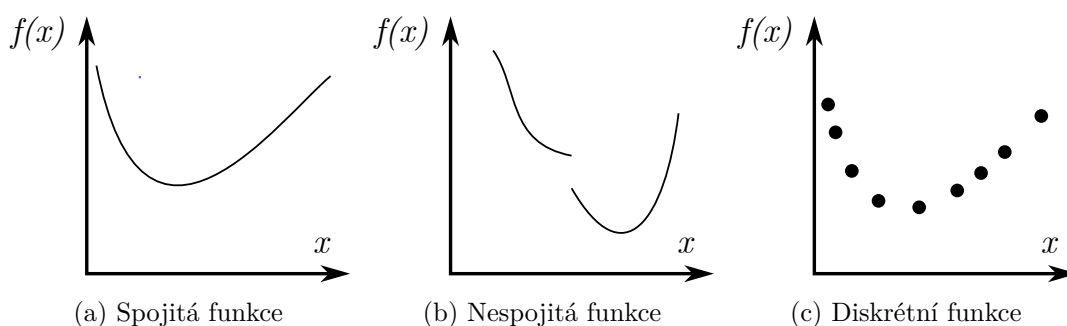 f(x)
x
(a) Spojitá funkce
f(x)
x
(b) Nespojitá funkce
f(x)
x
(c) Diskrétní funkce